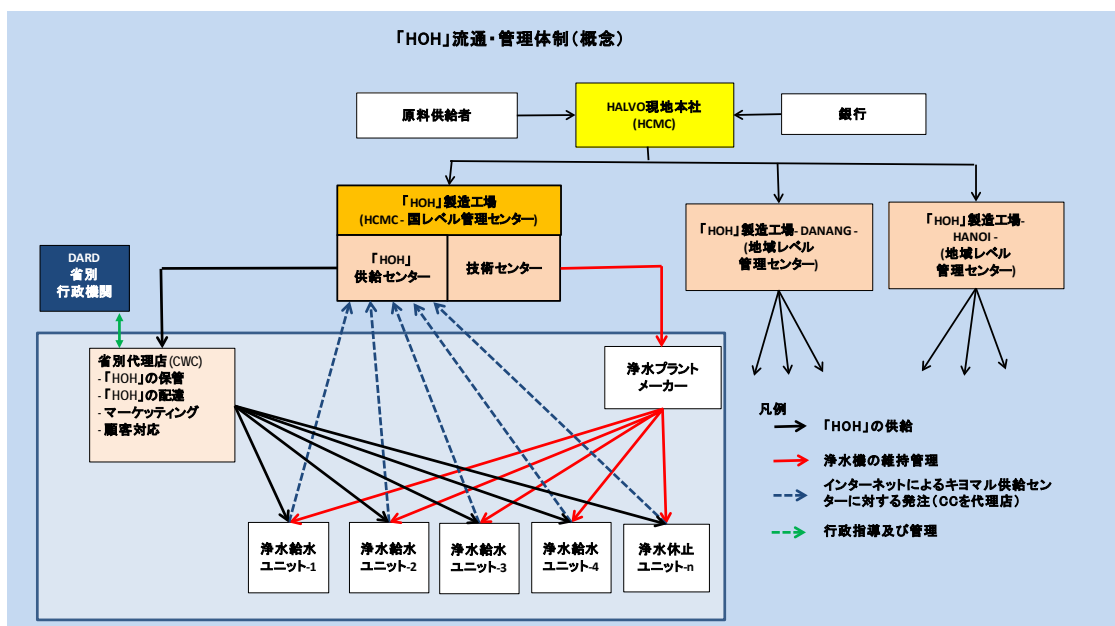 「HOH」流通・管理体制（概念）
原料供給者
HALVO現地本社
(HCMC)
銀行
「HOH」製造工場
(HCMC - 国レベル管理センター)
「HOH」
供給センター
技術センター
「HOH」製造工場- DANANG -
(地域レベル
管理センター)
「HOH」製造工場-
HANOI -
(地域レベル
管理センター)
DARD
省別
行政機関
省別代理店(CWC)
- 「HOH」の保管
- 「HOH」の配達
- マーケッティング
- 顧客対応
浄水プラント
メーカー
浄水給水
ユニット-1
浄水給水
ユニット-2
浄水給水
ユニット-3
浄水給水
ユニット-4
浄水休止
ユニット-n
凡例
「HOH」の供給
浄水機の維持管理
インターネットによるキヨマル供給セン
ターに対する発注（CCを代理店）
行政指導及び管理